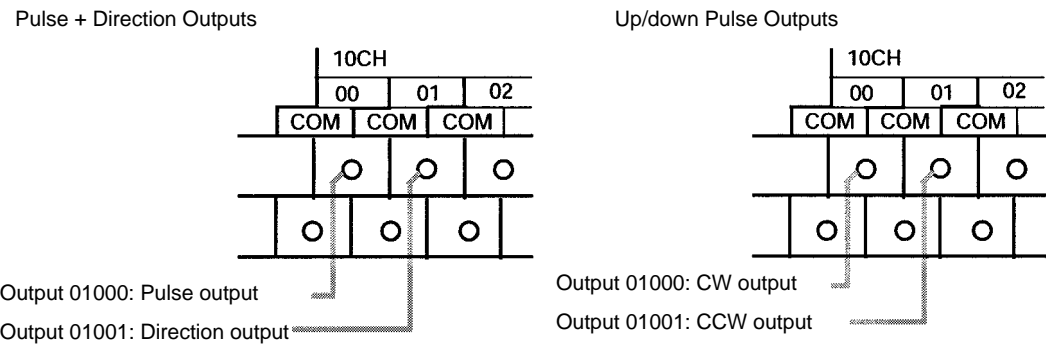 Pulse + Direction Outputs
10CH
00 01 02
COM COM COM
Output 01000: Pulse output
Output 01001: Direction output
Up/down Pulse Outputs
10CH
00 01 02
COM COM COM
Output 01000: CW output
Output 01001: CCW output